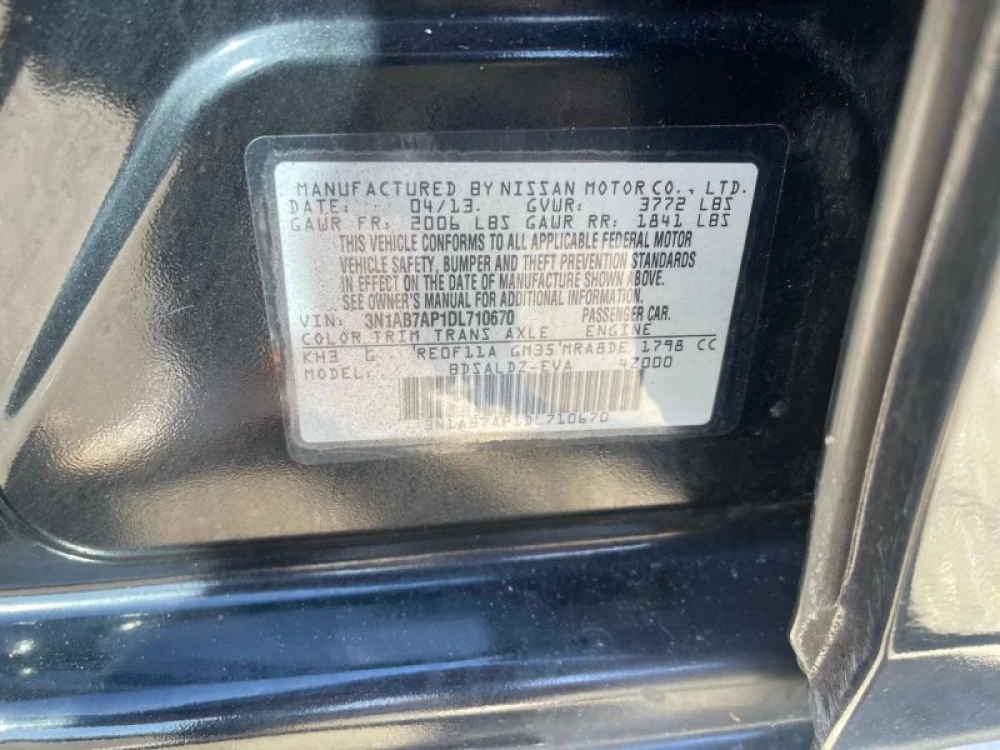 MANUFACTURED BY NISSAN MOTOR CO., LTD.
DATE: 04/13. GVWR: 3772 LBS
GAWR FR: 2006 LBS GAWR RR: 1841 LBS
THIS VEHICLE CONFORMS TO ALL APPLICABLE FEDERAL MOTOR
VEHICLE SAFETY, BUMPER AND THEFT PREVENTION STANDARDS
IN EFFECT ON THE DATE OF MANUFACTURE SHOWN ABOVE.
SEE OWNER'S MANUAL FOR ADDITIONAL INFORMATION.
VIN: 3N1AB7AP1DL710670 PASSENGER CAR.
COLOR TRIM TRANS AXLE ENGINE
KH3 G RE0F11A GM35 MRA8DE 1798 CC
MODEL: BDSALDZ-EVA 4Z000
3N1AB7AP1DL710670